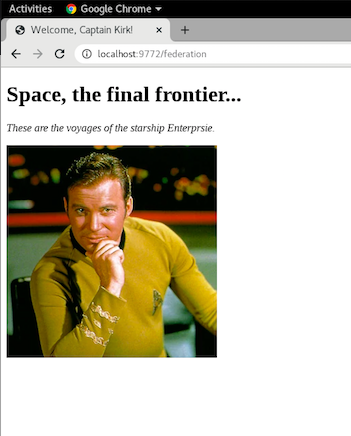 Activities Google Chrome
Welcome, Captain Kirk!
localhost:9772/federation
Space, the final frontier...
These are the voyages of the starship Enterprsie.